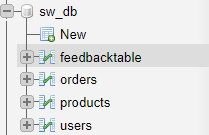 sw_db
New
feedbacktable
orders
products
users